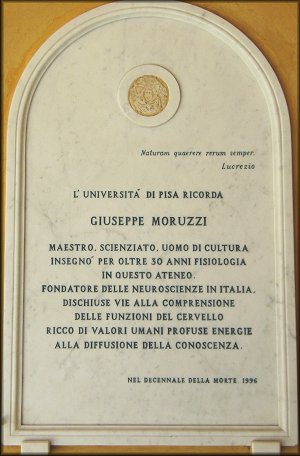 Naturam quaerere rerum semper.
Lucrezio
L'UNIVERSITA' DI PISA RICORDA
GIUSEPPE MORUZZI
MAESTRO, SCIENZIATO, UOMO DI CULTURA
INSEGNO' PER OLTRE 30 ANNI FISIOLOGIA
IN QUESTO ATENEO.
FONDATORE DELLE NEUROSCIENZE IN ITALIA,
DISCHIUSE VIE ALLA COMPRENSIONE
DELLE FUNZIONI DEL CERVELLO
RICCO DI VALORI UMANI PROFUSE ENERGIE
ALLA DIFFUSIONE DELLA CONOSCENZA.
NEL DECENNALE DELLA MORTE 1996